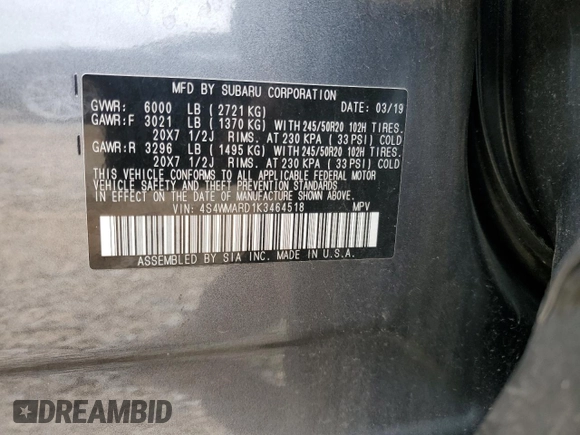 MFD BY SUBARU CORPORATION
GVWR: 6000 LB ( 2721 KG) DATE: 03/19
GAWR:F 3021 LB ( 1370 KG) WITH 245/50R20 102H TIRES.
20X7 1/2J RIMS. AT 230 KPA ( 33 PSI) COLD
GAWR:R 3296 LB ( 1495 KG) WITH 245/50R20 102H TIRES.
20X7 1/2J RIMS. AT 230 KPA ( 33 PSI) COLD
THIS VEHICLE CONFORMS TO ALL APPLICABLE FEDERAL MOTOR
VEHICLE SAFETY AND THEFT PREVENTION STANDARDS
IN EFFECT ON THE DATE OF MANUFACTURE SHOWN ABOVE.
VIN: 4S4WMARD1K3464518 MPV
ASSEMBLED BY SIA INC. MADE IN U.S.A.
DREAMBID